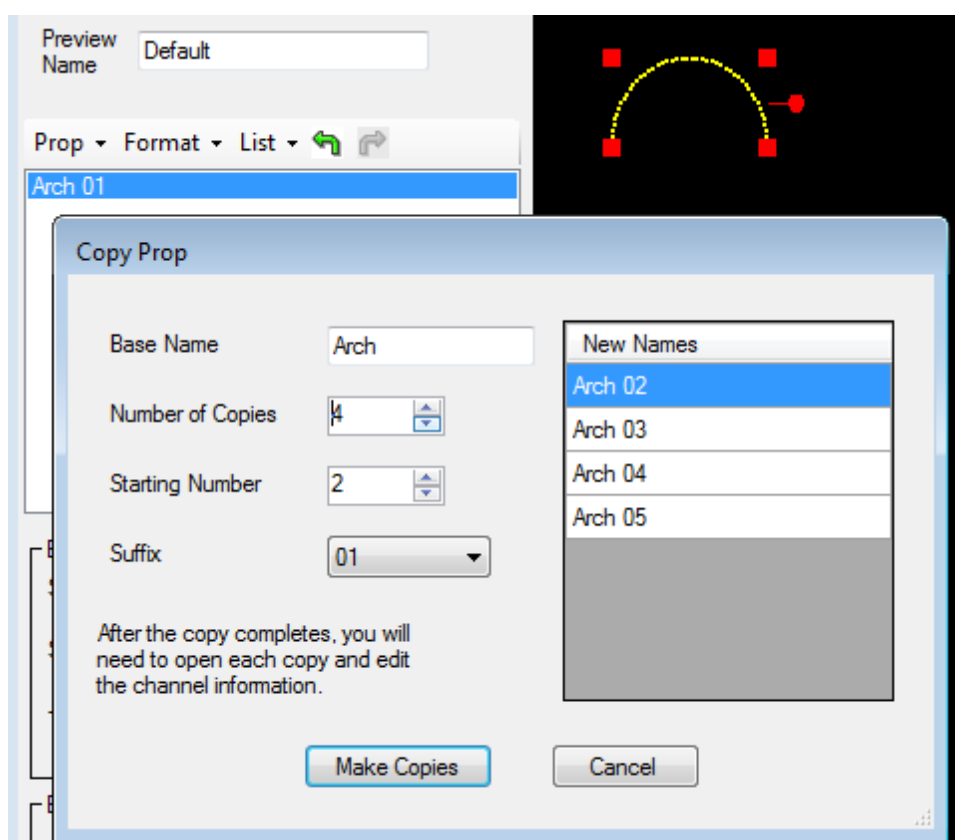 Preview
Name
Default
Prop Format List
Arch 01
Copy Prop
Base Name
Arch
Number of Copies
4
Starting Number
2
Suffix
01
New Names
Arch 02
Arch 03
Arch 04
Arch 05
After the copy completes, you will
need to open each copy and edit
the channel information.
Make Copies
Cancel